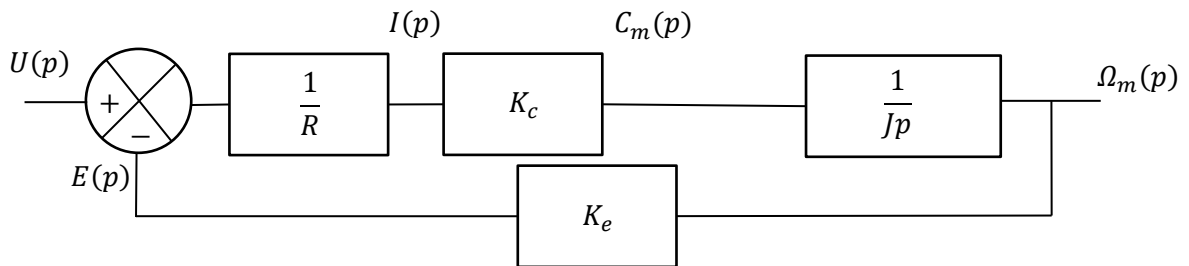 I(p)
C_m(p)
U(p)
+
−
1/R
K_c
1/Jp
Ω_m(p)
E(p)
K_e